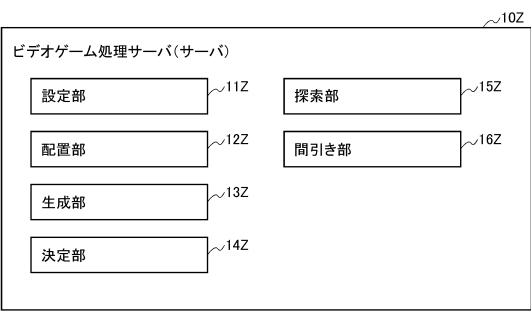 10Z
ビデオゲーム処理サーバ(サーバ)
設定部 11Z
配置部 12Z
生成部 13Z
決定部 14Z
探索部 15Z
間引き部 16Z